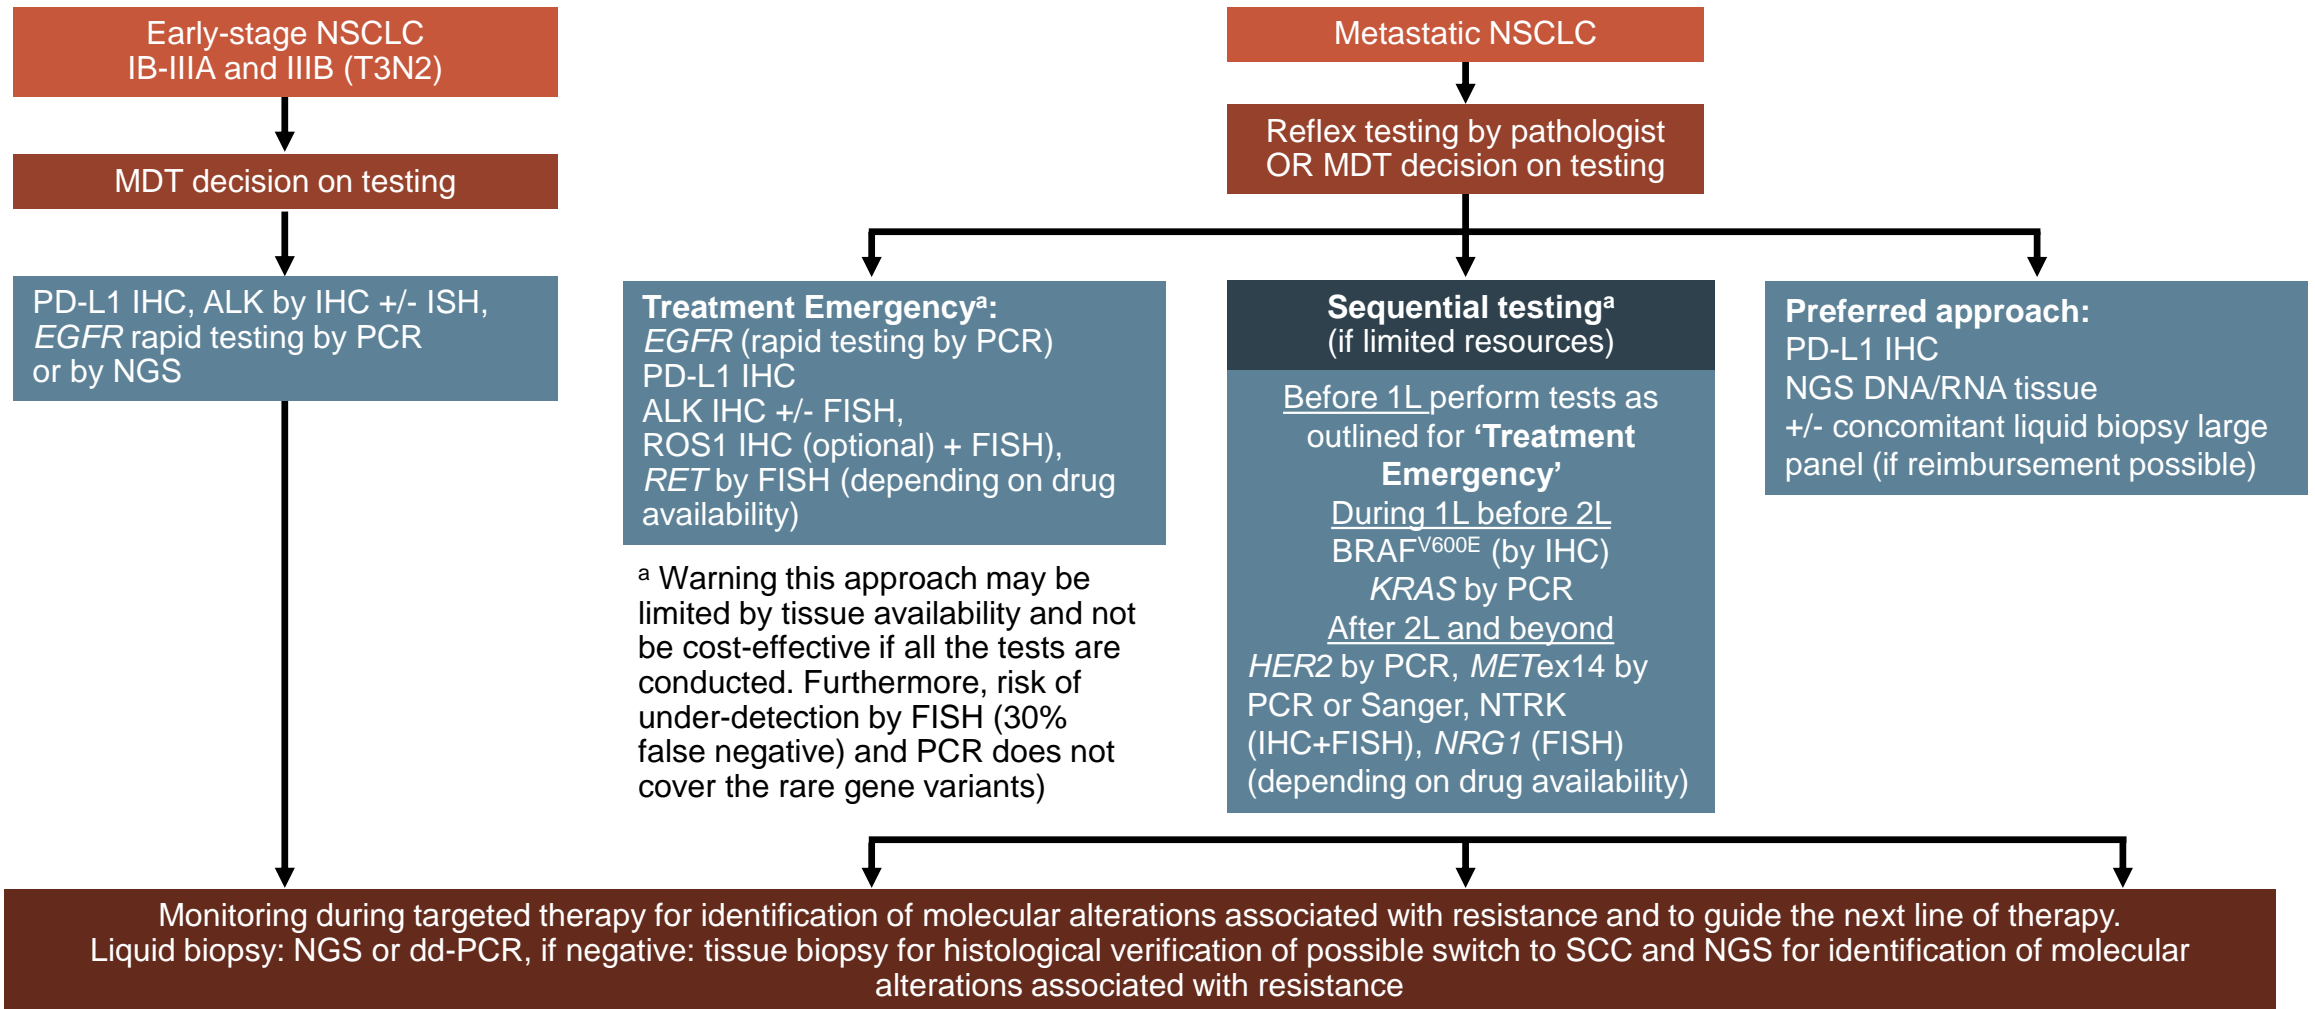 Early-stage NSCLC
IB-IIIA and IIIB (T3N2)
MDT decision on testing
PD-L1 IHC, ALK by IHC +/- ISH,
EGFR rapid testing by PCR
or by NGS
Metastatic NSCLC
Reflex testing by pathologist
OR MDT decision on testing
Treatment Emergencyᵃ:
EGFR (rapid testing by PCR)
PD-L1 IHC
ALK IHC +/- FISH,
ROS1 IHC (optional) + FISH),
RET by FISH (depending on drug
availability)
ᵃ Warning this approach may be
limited by tissue availability and not
be cost-effective if all the tests are
conducted. Furthermore, risk of
under-detection by FISH (30%
false negative) and PCR does not
cover the rare gene variants)
Sequential testingᵃ
(if limited resources)
Before 1L perform tests as
outlined for ‘Treatment
Emergency’
During 1L before 2L
BRAFV600E (by IHC)
KRAS by PCR
After 2L and beyond
HER2 by PCR, METex14 by
PCR or Sanger, NTRK
(IHC+FISH), NRG1 (FISH)
(depending on drug availability)
Preferred approach:
PD-L1 IHC
NGS DNA/RNA tissue
+/- concomitant liquid biopsy large
panel (if reimbursement possible)
Monitoring during targeted therapy for identification of molecular alterations associated with resistance and to guide the next line of therapy.
Liquid biopsy: NGS or dd-PCR, if negative: tissue biopsy for histological verification of possible switch to SCC and NGS for identification of molecular
alterations associated with resistance